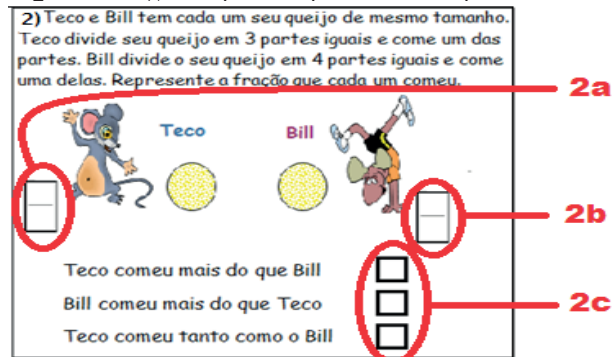 2) Teco e Bill tem cada um seu queijo de mesmo tamanho.
Teco divide seu queijo em 3 partes iguais e come um das
partes. Bill divide o seu queijo em 4 partes iguais e come
uma delas. Represente a fração que cada um comeu.
2a
Teco Bill
2b
Teco comeu mais do que Bill
Bill comeu mais do que Teco
2c
Teco comeu tanto como o Bill